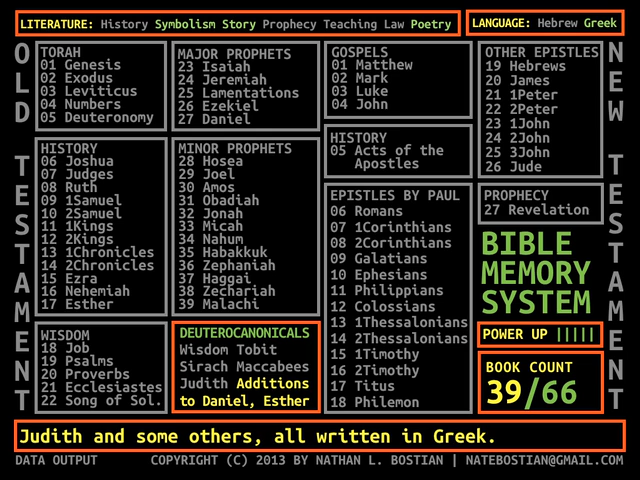 LITERATURE: History Symbolism Story Prophecy Teaching Law Poetry
LANGUAGE: Hebrew Greek
OLD TESTAMENT
TORAH
01 Genesis
02 Exodus
03 Leviticus
04 Numbers
05 Deuteronomy
HISTORY
06 Joshua
07 Judges
08 Ruth
09 1Samuel
10 2Samuel
11 1Kings
12 2Kings
13 1Chronicles
14 2Chronicles
15 Ezra
16 Nehemiah
17 Esther
WISDOM
18 Job
19 Psalms
20 Proverbs
21 Ecclesiastes
22 Song of Sol.
MAJOR PROPHETS
23 Isaiah
24 Jeremiah
25 Lamentations
26 Ezekiel
27 Daniel
MINOR PROPHETS
28 Hosea
29 Joel
30 Amos
31 Obadiah
32 Jonah
33 Micah
34 Nahum
35 Habakkuk
36 Zephaniah
37 Haggai
38 Zechariah
39 Malachi
DEUTEROCANONICALS
Wisdom Tobit
Sirach Maccabees
Judith Additions
to Daniel, Esther
GOSPELS
01 Matthew
02 Mark
03 Luke
04 John
HISTORY
05 Acts of the
Apostles
EPISTLES BY PAUL
06 Romans
07 1Corinthians
08 2Corinthians
09 Galatians
10 Ephesians
11 Philippians
12 Colossians
13 1Thessalonians
14 2Thessalonians
15 1Timothy
16 2Timothy
17 Titus
18 Philemon
OTHER EPISTLES
19 Hebrews
20 James
21 1Peter
22 2Peter
23 1John
24 2John
25 3John
26 Jude
PROPHECY
27 Revelation
NEW TESTAMENT
BIBLE
MEMORY
SYSTEM
POWER UP |||||
BOOK COUNT
39/66
Judith and some others, all written in Greek.
DATA OUTPUT
COPYRIGHT (C) 2013 BY NATHAN L. BOSTIAN | NATEBOSTIAN@GMAIL.COM